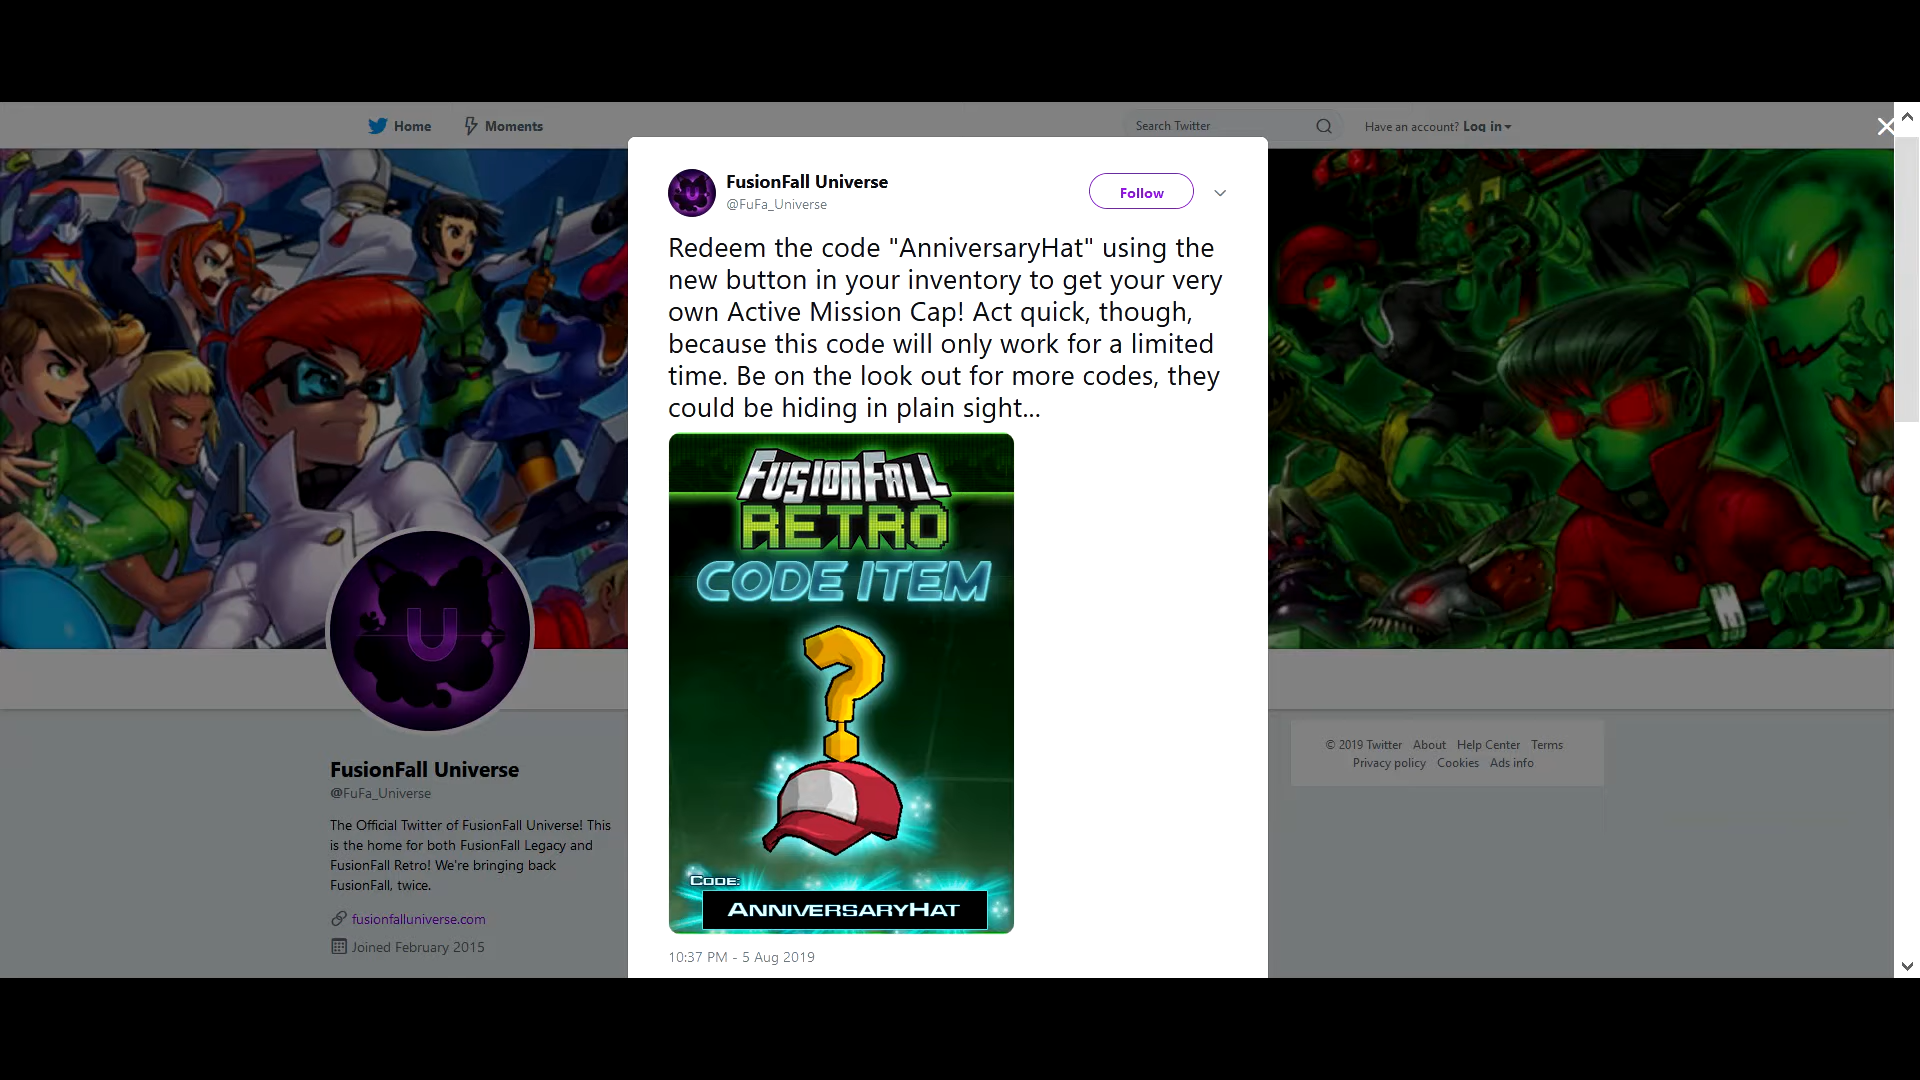 Home
Moments
Search Twitter
Have an account? Log in
FusionFall Universe
@FuFa_Universe
Follow
Redeem the code "AnniversaryHat" using the
new button in your inventory to get your very
own Active Mission Cap! Act quick, though,
because this code will only work for a limited
time. Be on the look out for more codes, they
could be hiding in plain sight...
FUSIONFALL
RETRO
CODE ITEM
?
CODE:
ANNIVERSARYHAT
10:37 PM - 5 Aug 2019
U
FusionFall Universe
@FuFa_Universe
The Official Twitter of FusionFall Universe! This
is the home for both FusionFall Legacy and
FusionFall Retro! We're bringing back
FusionFall, twice.
fusionfalluniverse.com
Joined February 2015
© 2019 Twitter About Help Center Terms
Privacy policy Cookies Ads info